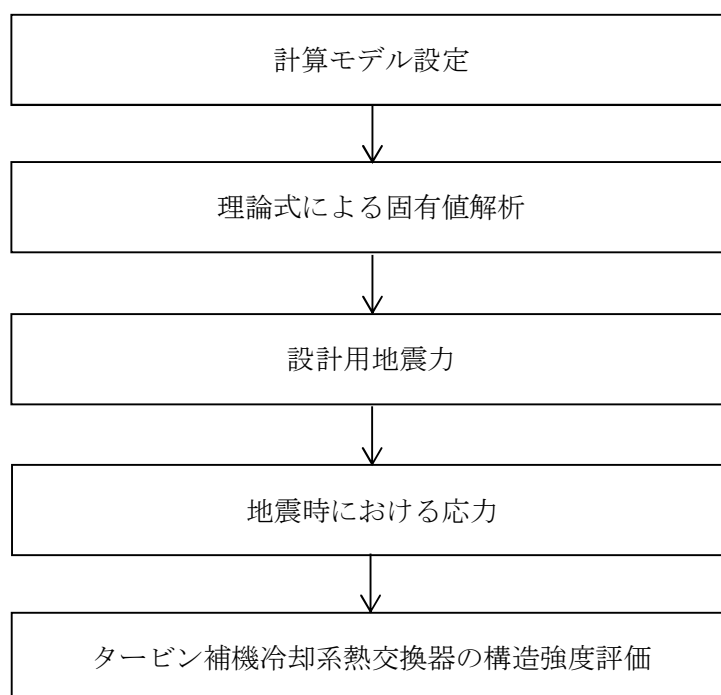 計算モデル設定
理論式による固有値解析
設計用地震力
地震時における応力
タービン補機冷却系熱交換器の構造強度評価